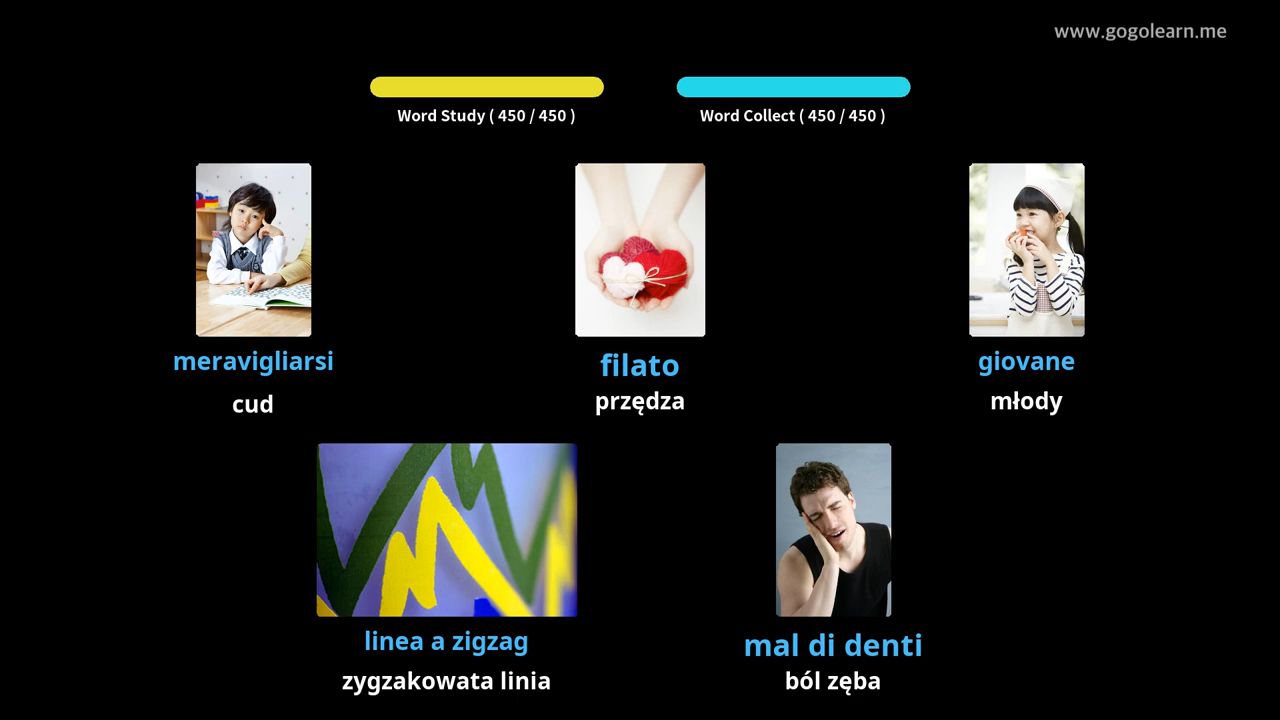 www.gogolearn.me
Word Study ( 450 / 450 )
Word Collect ( 450 / 450 )
meravigliarsi
cud
filato
przędza
giovane
młody
linea a zigzag
zygzakowata linia
mal di denti
ból zęba